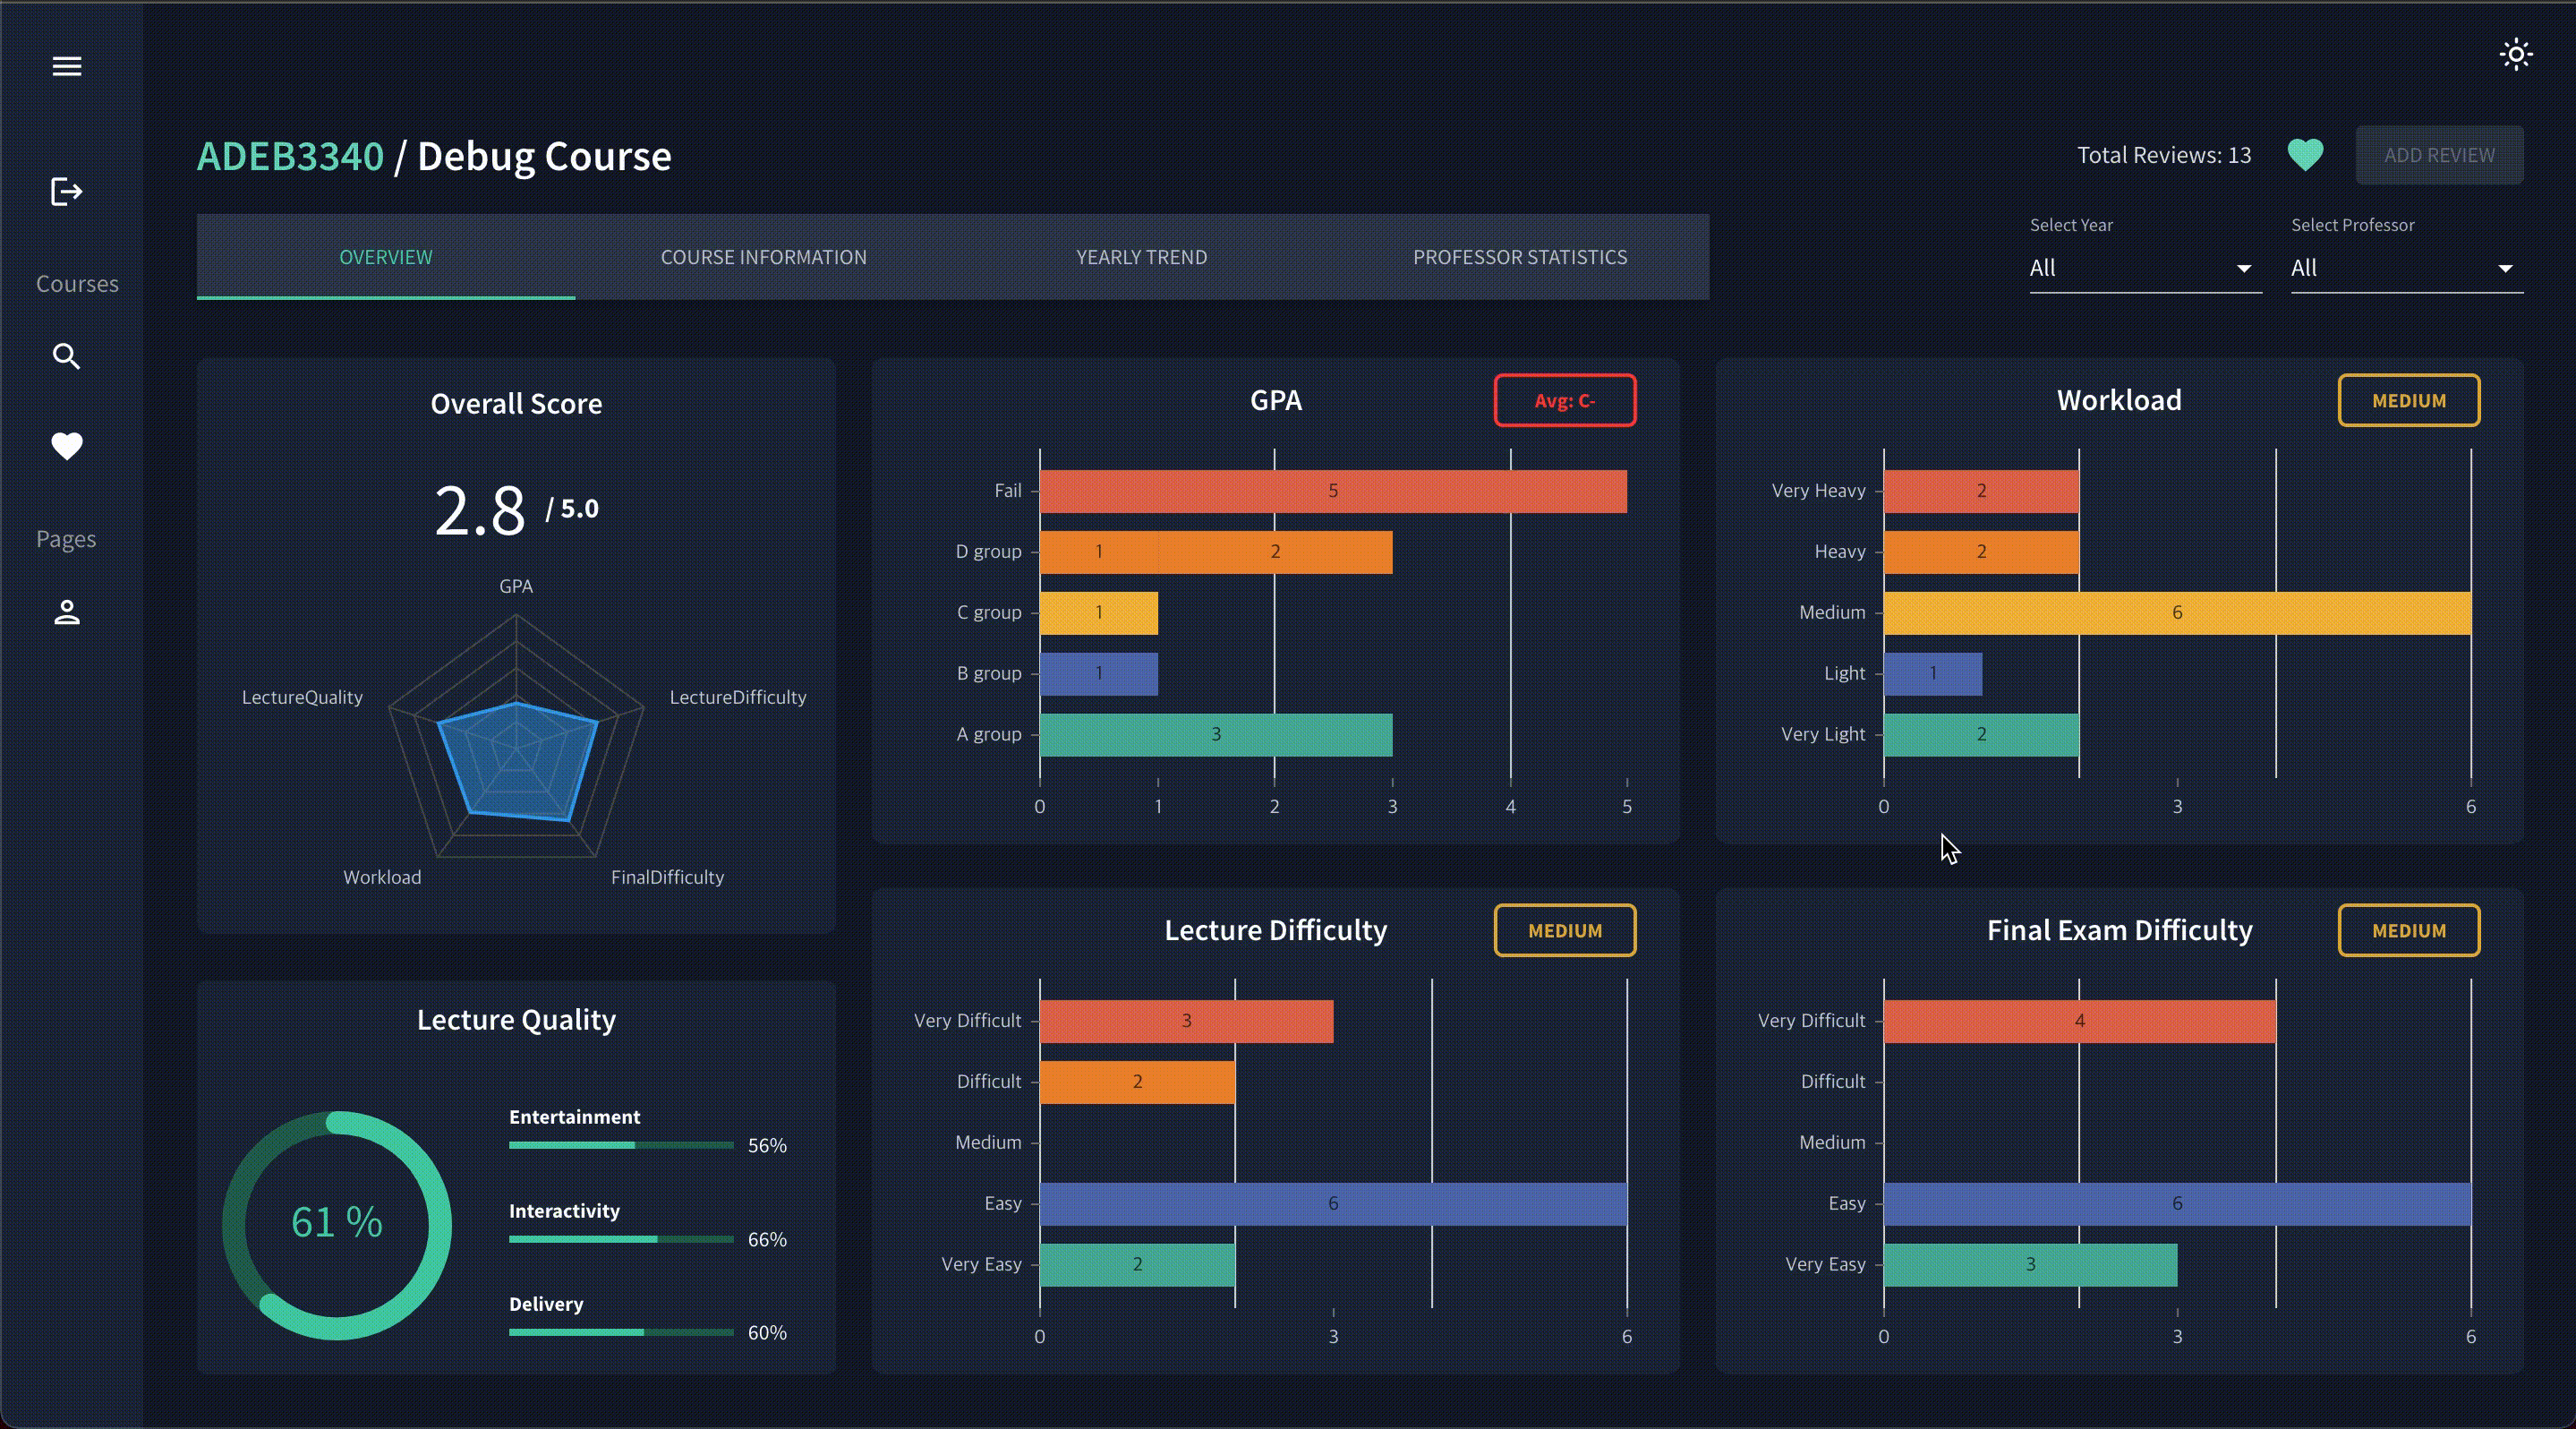 ADEB3340 / Debug Course
Total Reviews: 13
ADD REVIEW
Courses
Pages
OVERVIEW
COURSE INFORMATION
YEARLY TREND
PROFESSOR STATISTICS
Select Year
All
Select Professor
All
Overall Score
2.8 / 5.0
GPA
LectureQuality
LectureDifficulty
Workload
FinalDifficulty
Lecture Quality
61 %
Entertainment
56%
Interactivity
66%
Delivery
60%
GPA
Avg: C-
Fail 5
D group 1 2
C group 1
B group 1
A group 3
0 1 2 3 4 5
Workload
MEDIUM
Very Heavy 2
Heavy 2
Medium 6
Light 1
Very Light 2
0 3 6
Lecture Difficulty
MEDIUM
Very Difficult 3
Difficult 2
Medium
Easy 6
Very Easy 2
0 3 6
Final Exam Difficulty
MEDIUM
Very Difficult 4
Difficult
Medium
Easy 6
Very Easy 3
0 3 6